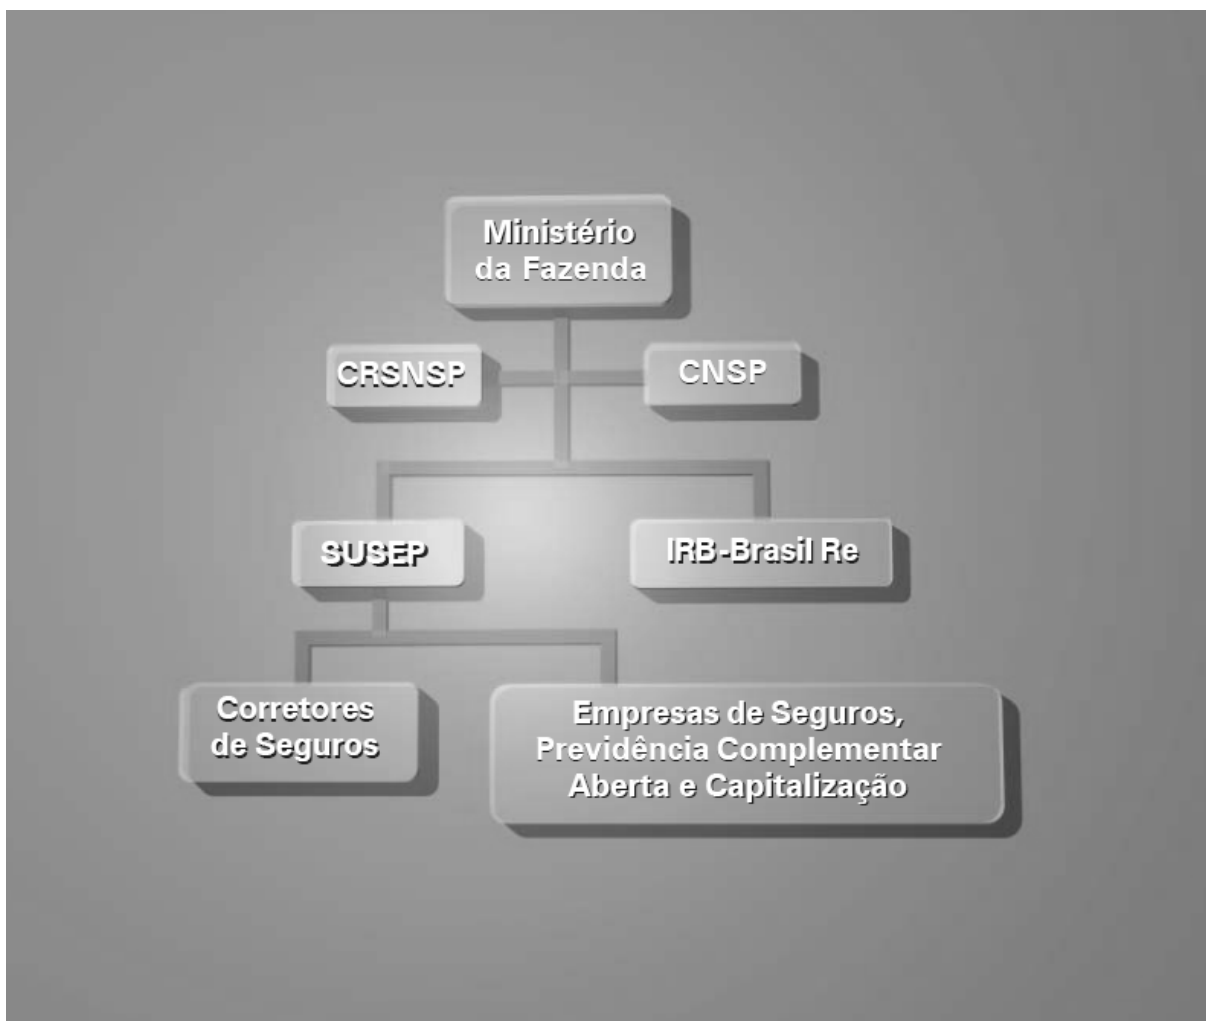 Ministério
da Fazenda
CRSNSP
CNSP
SUSEP
IRB-Brasil Re
Corretores
de Seguros
Empresas de Seguros,
Previdência Complementar
Aberta e Capitalização